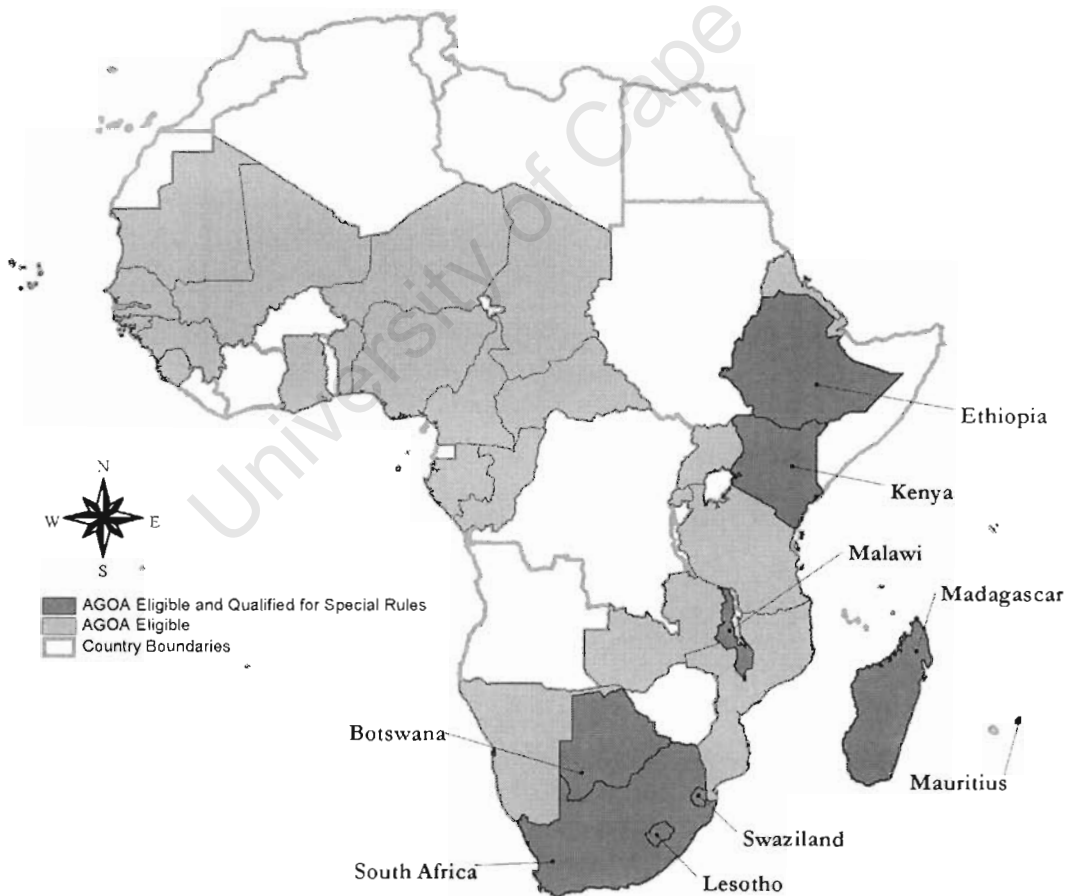 University of Cape
Ethiopia
Kenya
Malawi
Madagascar
N
W E
S
AGOA Eligible and Qualified for Special Rules
AGOA Eligible
Country Boundaries
Botswana
Mauritius
Swaziland
South Africa
Lesotho